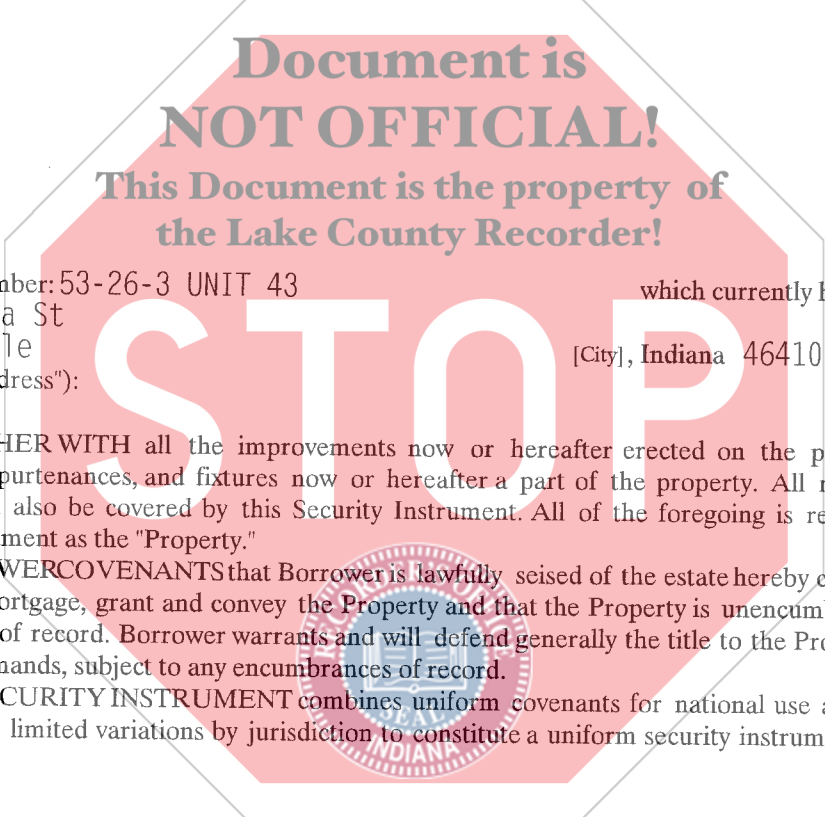 Document is
NOT OFFICIAL!
This Document is the property of
the Lake County Recorder!
nber: 53-26-3 UNIT 43 which currently h
a St
le [City], Indiana 46410
dress"):
STOP
HER WITH all the improvements now or hereafter erected on the p
purtenances, and fixtures now or hereafter a part of the property. All r
also be covered by this Security Instrument. All of the foregoing is re
ment as the "Property."
WERCOVENANTS that Borrower is lawfully seised of the estate hereby c
ortgage, grant and convey the Property and that the Property is unencumb
of record. Borrower warrants and will defend generally the title to the Pro
nands, subject to any encumbrances of record.
CURITY INSTRUMENT combines uniform covenants for national use a
limited variations by jurisdiction to constitute a uniform security instrum
SEAL
INDIANA